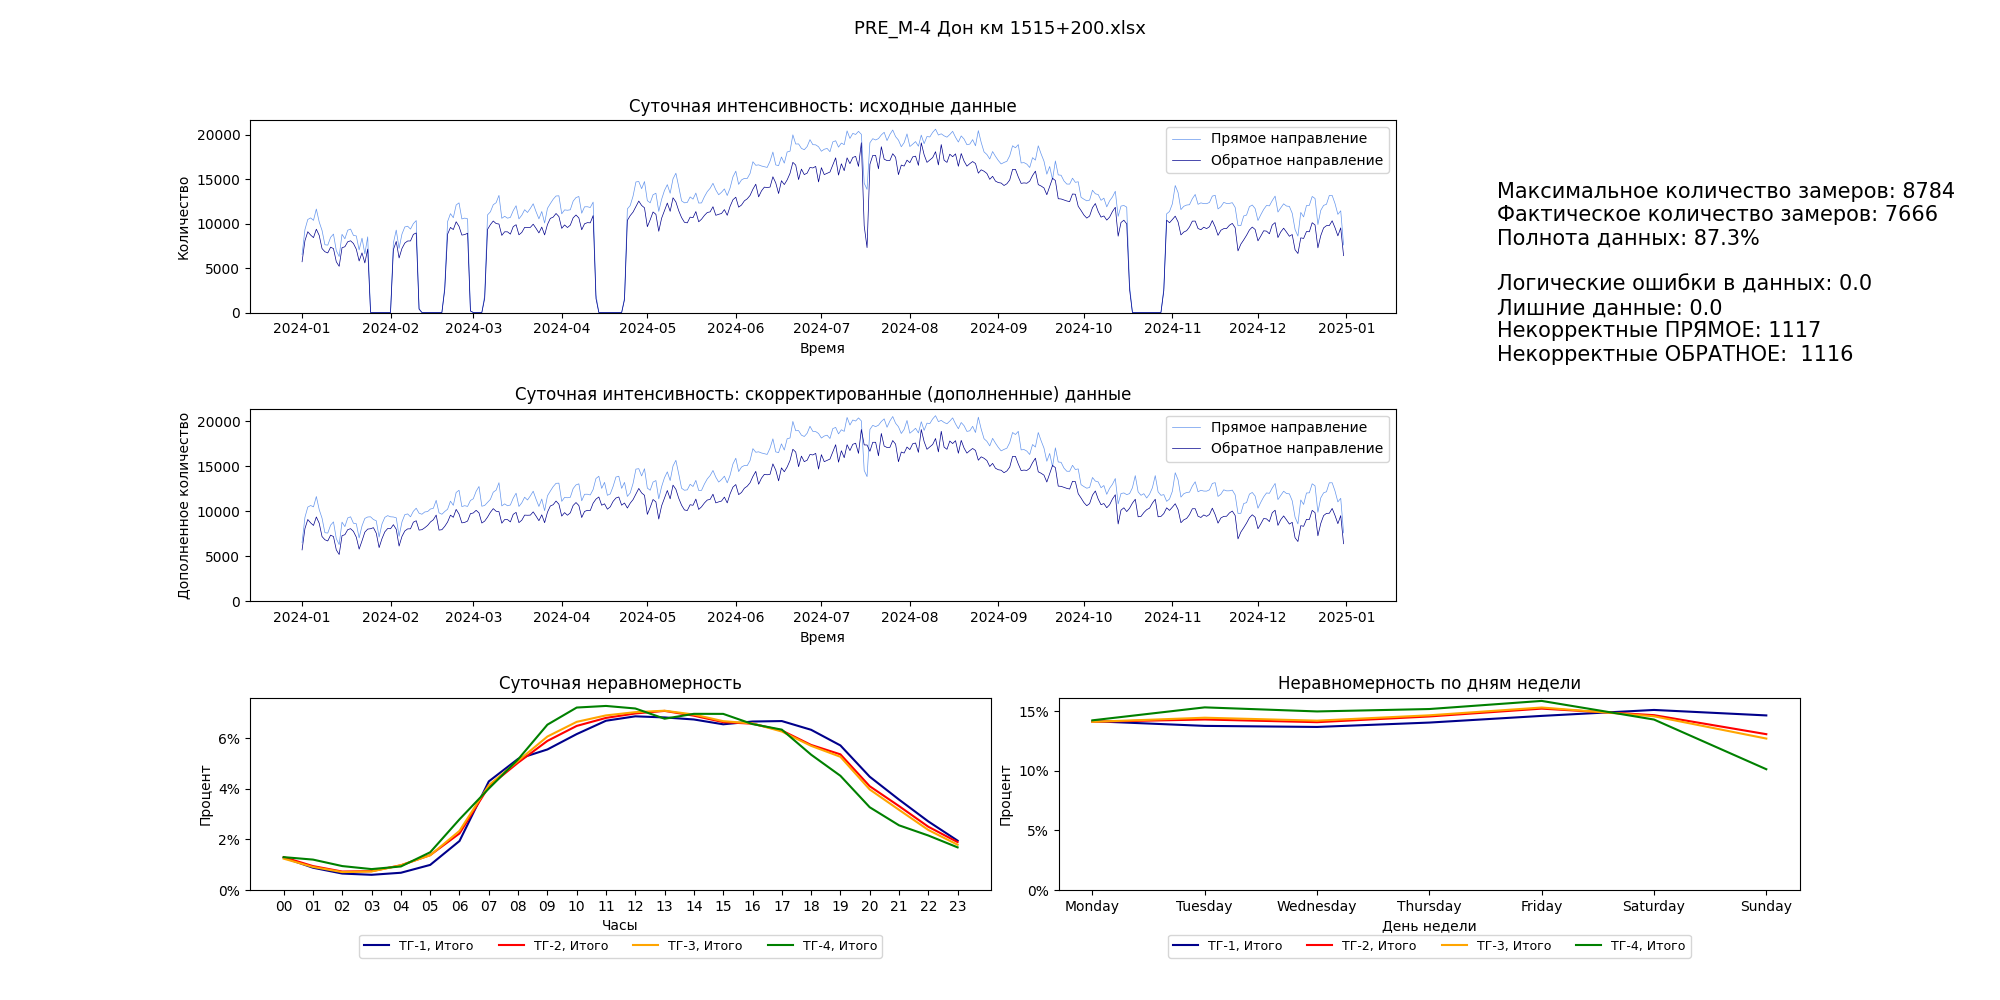 PRE_M-4 Дон км 1515+200.xlsx
Суточная интенсивность: исходные данные
Количество
20000
15000
10000
5000
0
Прямое направление
Обратное направление
2024-01 2024-02 2024-03 2024-04 2024-05 2024-06 2024-07 2024-08 2024-09 2024-10 2024-11 2024-12 2025-01
Время
Максимальное количество замеров: 8784
Фактическое количество замеров: 7666
Полнота данных: 87.3%
Логические ошибки в данных: 0.0
Лишние данные: 0.0
Некорректные ПРЯМОЕ: 1117
Некорректные ОБРАТНОЕ:  1116
Суточная интенсивность: скорректированные (дополненные) данные
Дополненное количество
20000
15000
10000
5000
0
Прямое направление
Обратное направление
2024-01 2024-02 2024-03 2024-04 2024-05 2024-06 2024-07 2024-08 2024-09 2024-10 2024-11 2024-12 2025-01
Время
Суточная неравномерность
Процент
6%
4%
2%
0%
00 01 02 03 04 05 06 07 08 09 10 11 12 13 14 15 16 17 18 19 20 21 22 23
Часы
ТГ-1, Итого ТГ-2, Итого ТГ-3, Итого ТГ-4, Итого
Неравномерность по дням недели
Процент
15%
10%
5%
0%
Monday Tuesday Wednesday Thursday Friday Saturday Sunday
День недели
ТГ-1, Итого ТГ-2, Итого ТГ-3, Итого ТГ-4, Итого